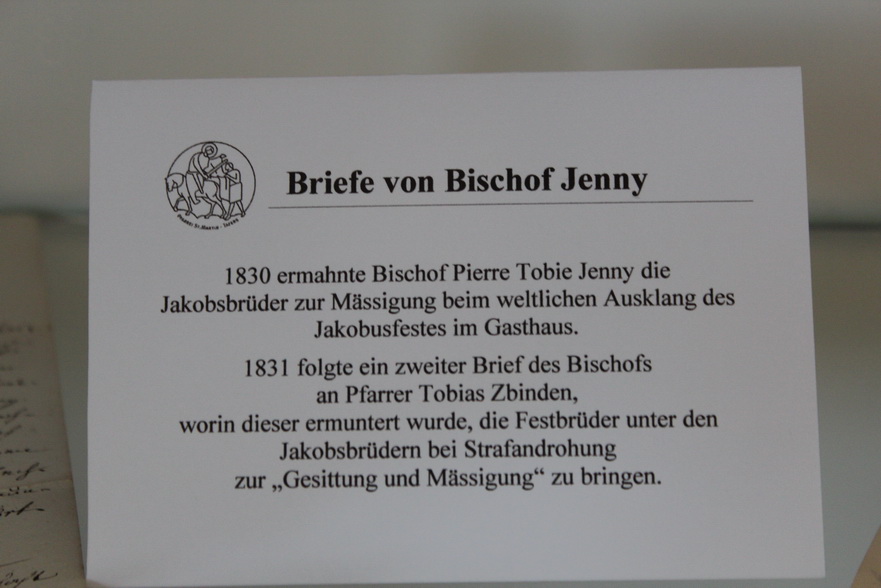 Briefe von Bischof Jenny
1830 ermahnte Bischof Pierre Tobie Jenny die
Jakobsbrüder zur Mässigung beim weltlichen Ausklang des
Jakobusfestes im Gasthaus.
1831 folgte ein zweiter Brief des Bischofs
an Pfarrer Tobias Zbinden,
worin dieser ermuntert wurde, die Festbrüder unter den
Jakobsbrüdern bei Strafandrohung
zur „Gesittung und Mässigung“ zu bringen.